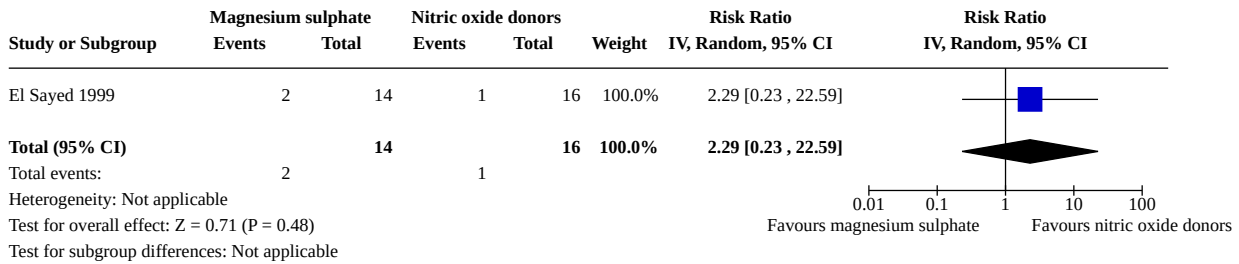 Magnesium sulphate Nitric oxide donors Risk Ratio Risk Ratio
Study or Subgroup Events Total Events Total Weight IV, Random, 95% CI IV, Random, 95% CI
El Sayed 1999 2 14 1 16 100.0% 2.29 [0.23 , 22.59]
Total (95% CI) 14 16 100.0% 2.29 [0.23 , 22.59]
Total events: 2 1
Heterogeneity: Not applicable
0.01 0.1 1 10 100
Test for overall effect: Z = 0.71 (P = 0.48) Favours magnesium sulphate Favours nitric oxide donors
Test for subgroup differences: Not applicable